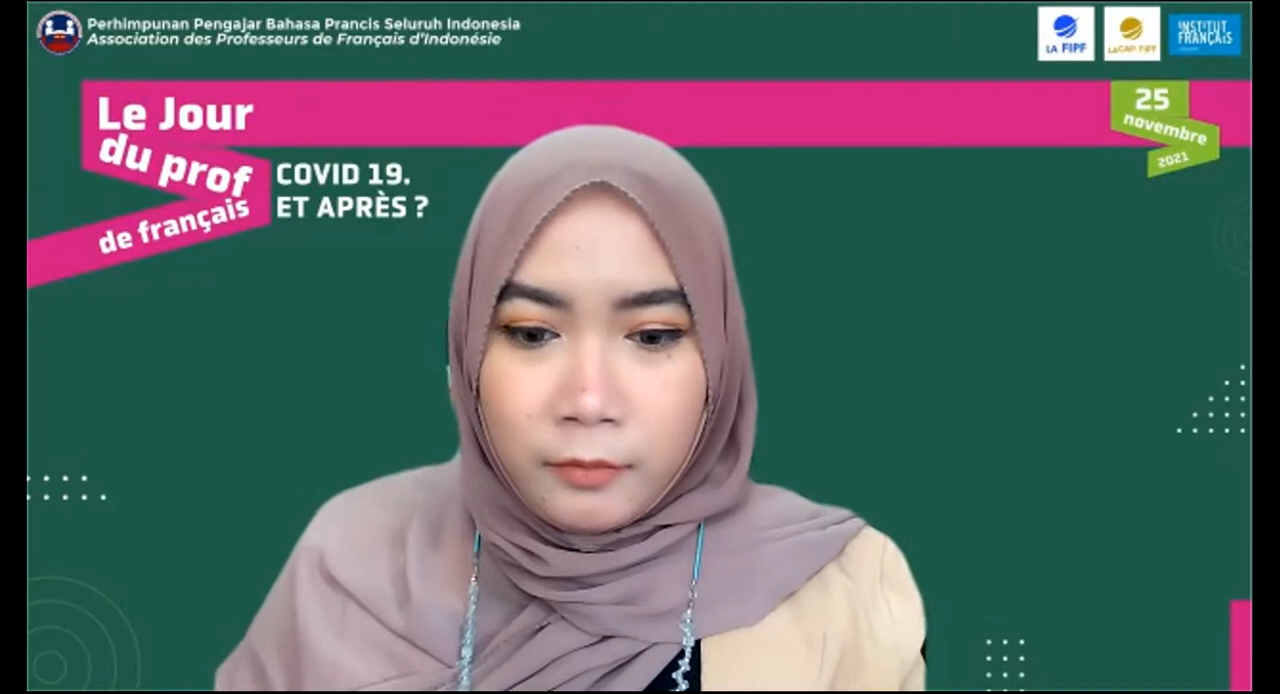 Perhimpunan Pengajar Bahasa Prancis Seluruh Indonesia
Association des Professeurs de Français d'Indonésie
LA FIPF
LACAP FIPF
INSTITUT
FRANÇAIS
Le Jour
du prof
de français
COVID 19.
ET APRÈS ?
25
novembre
2021